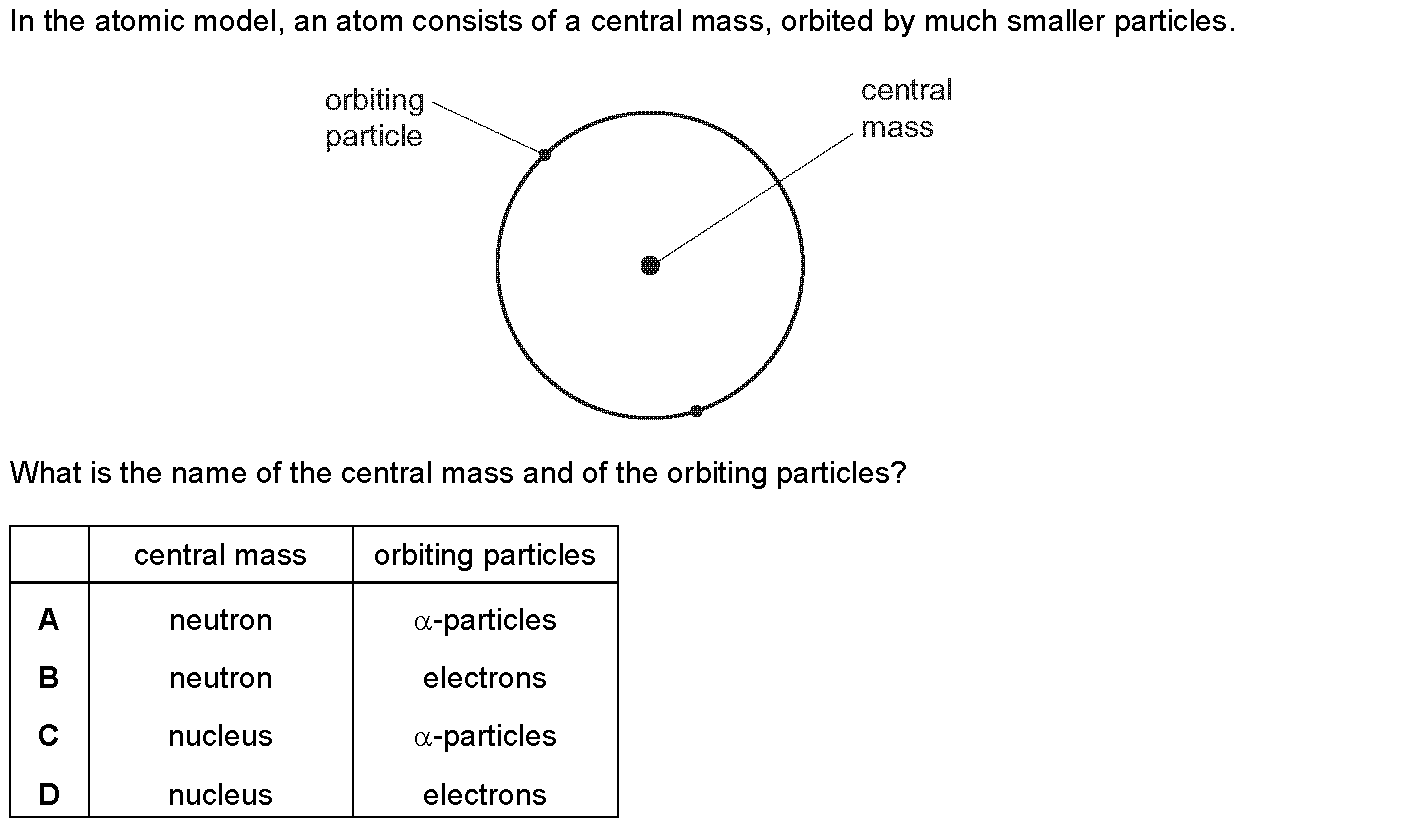 In the atomic model, an atom consists of a central mass, orbited by much smaller particles.
orbiting
particle
central
mass
What is the name of the central mass and of the orbiting particles?
central mass orbiting particles
A neutron α-particles
B neutron electrons
C nucleus α-particles
D nucleus electrons